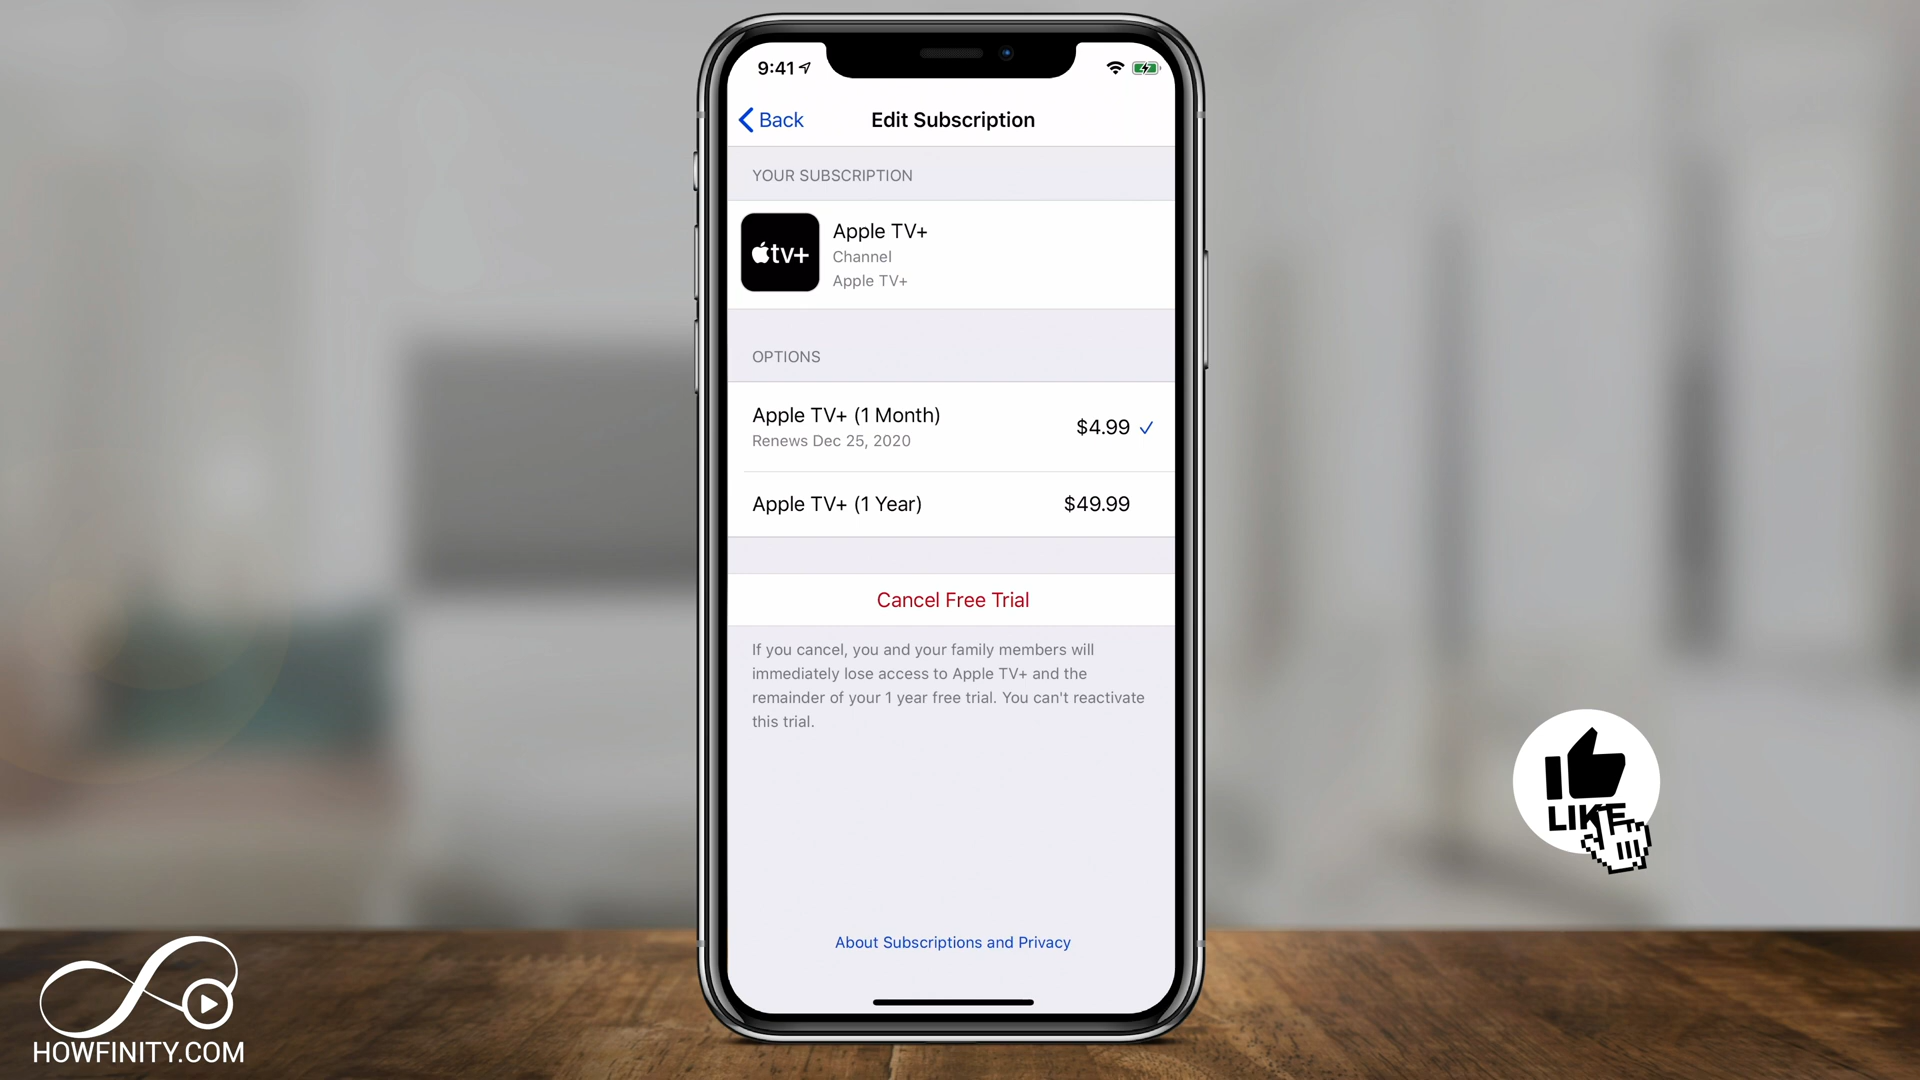 9:41
Back
Edit Subscription
YOUR SUBSCRIPTION
tv+
Apple TV+
Channel
Apple TV+
OPTIONS
Apple TV+ (1 Month)
$4.99
Renews Dec 25, 2020
Apple TV+ (1 Year)
$49.99
Cancel Free Trial
If you cancel, you and your family members will
immediately lose access to Apple TV+ and the
remainder of your 1 year free trial. You can't reactivate
this trial.
About Subscriptions and Privacy
LIKE
HOWFINITY.COM